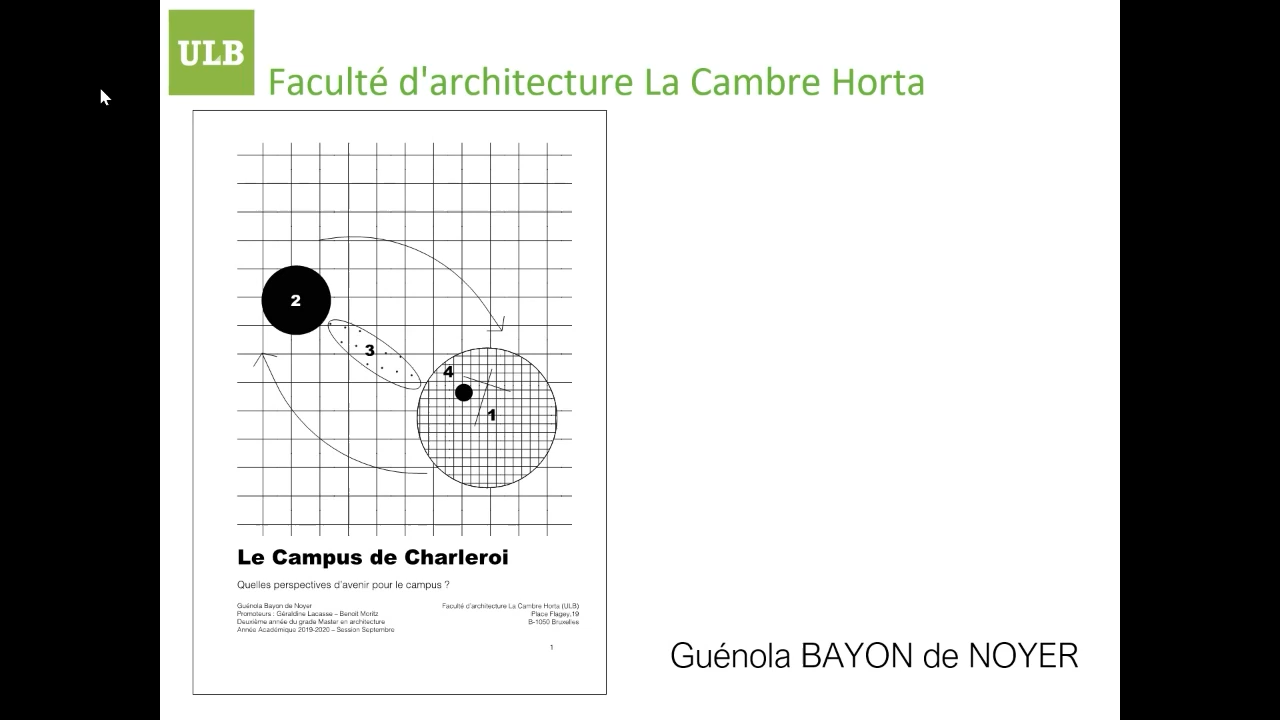 ULB
Faculté d'architecture La Cambre Horta
2
3
4
1
Le Campus de Charleroi
Quelles perspectives d'avenir pour le campus ?
Guénola Bayon de Noyer
Promoteurs : Géraldine Lacasse – Benoit Moritz
Deuxième année du grade Master en architecture
Année Académique 2019-2020 – Session Septembre
Faculté d'architecture La Cambre Horta (ULB)
Place Flagey,19
B-1050 Bruxelles
1
Guénola BAYON de NOYER